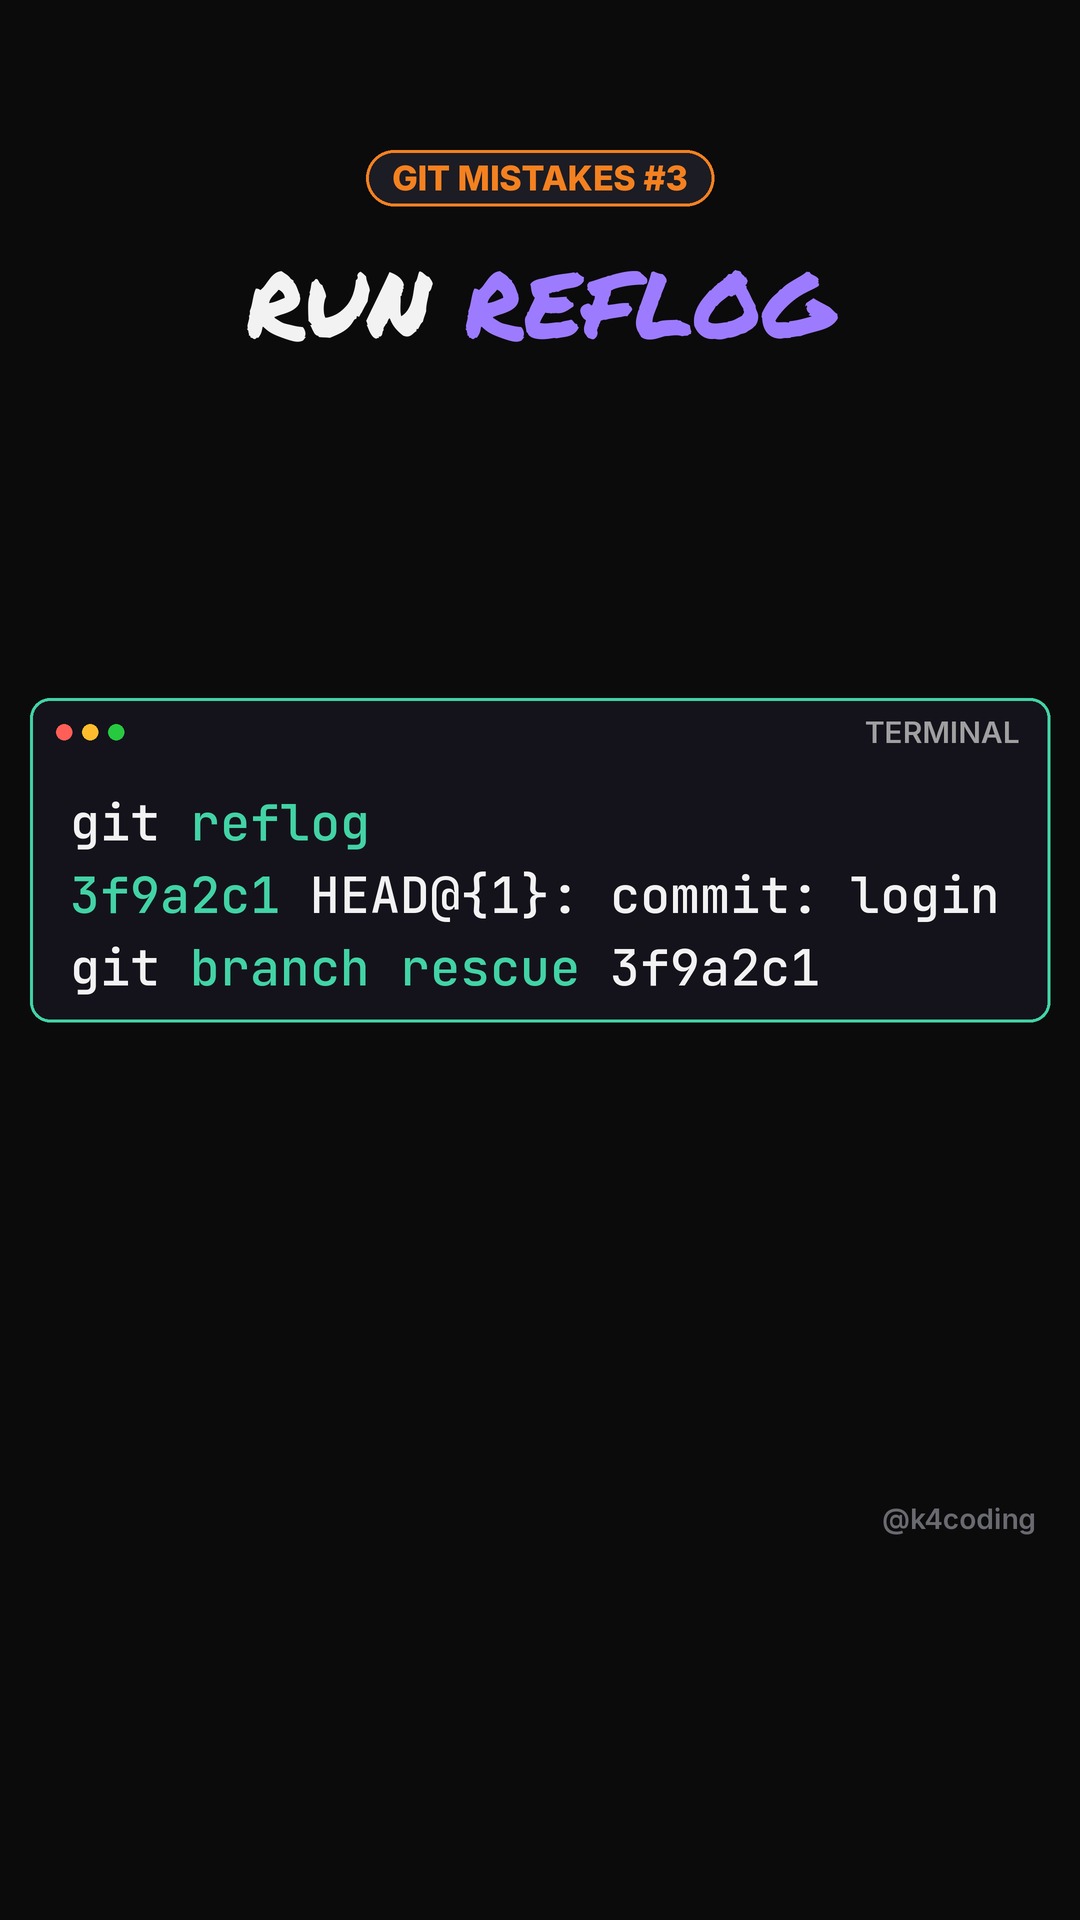 GIT MISTAKES #3
RUN REFLOG
TERMINAL
git reflog
3f9a2c1 HEAD@{1}: commit: login
git branch rescue 3f9a2c1
@k4coding